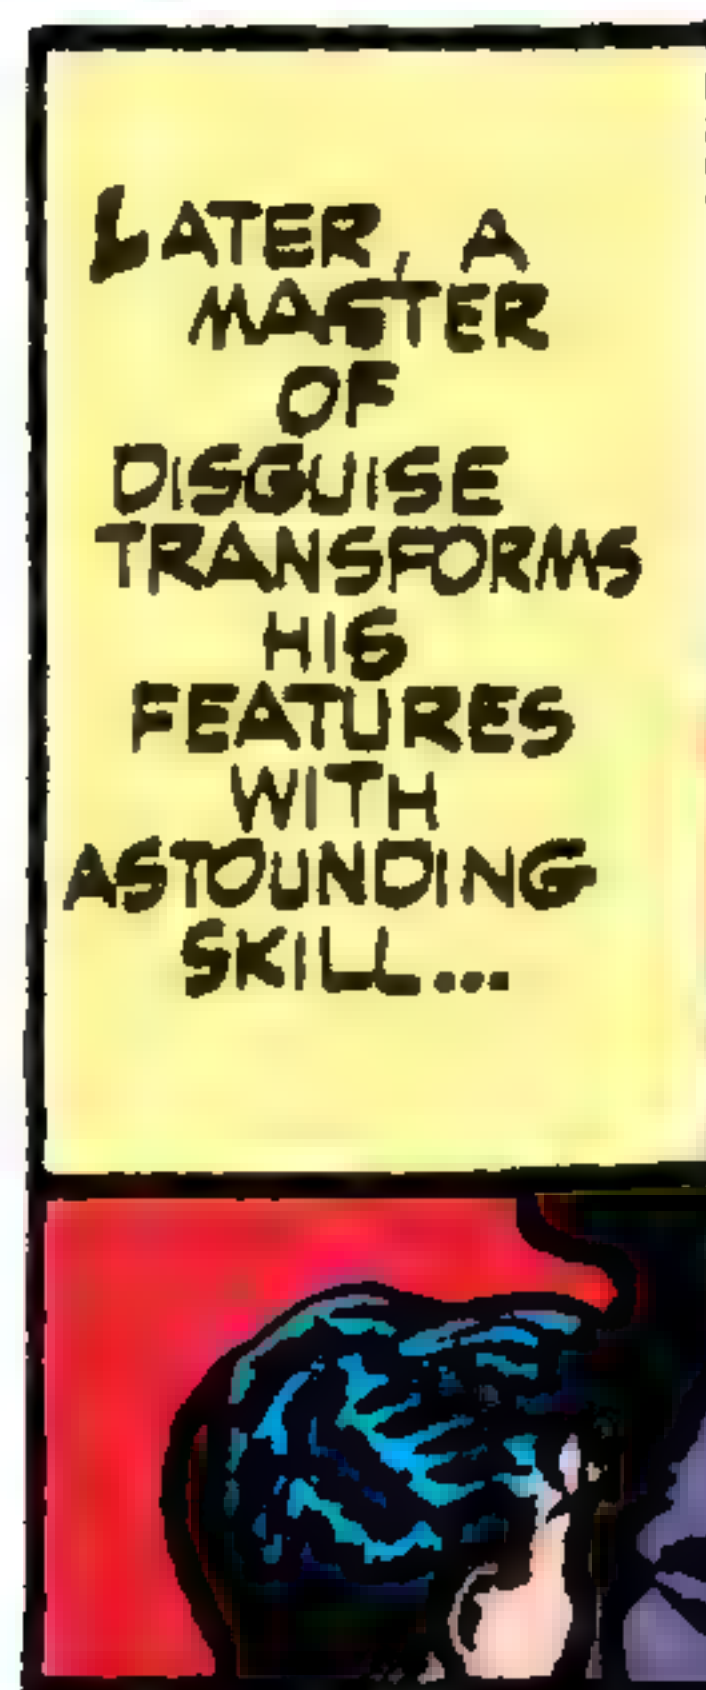 LATER, A
MASTER
OF
DISGUISE
TRANSFORMS
HIS
FEATURES
WITH
ASTOUNDING
SKILL...